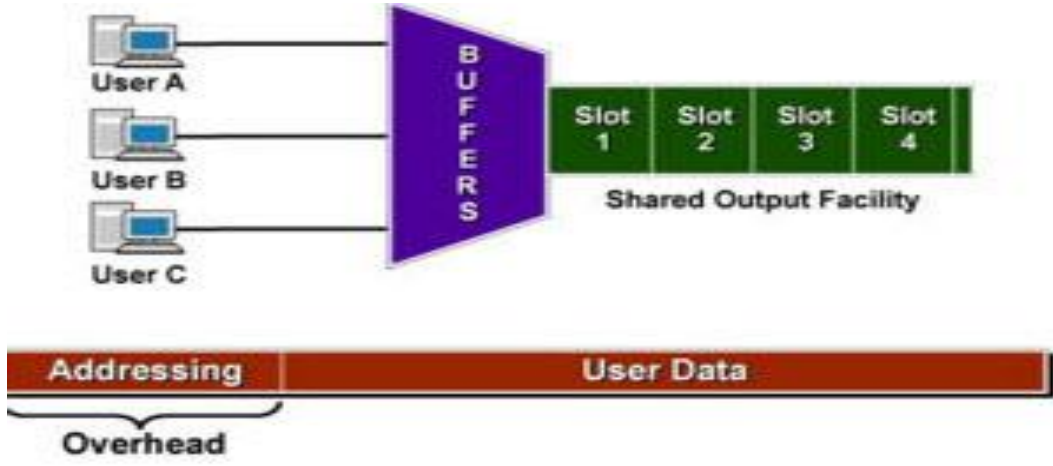 User A
User B
User C
BUFFERS
Slot 1
Slot 2
Slot 3
Slot 4
Shared Output Facility
Addressing
User Data
Overhead